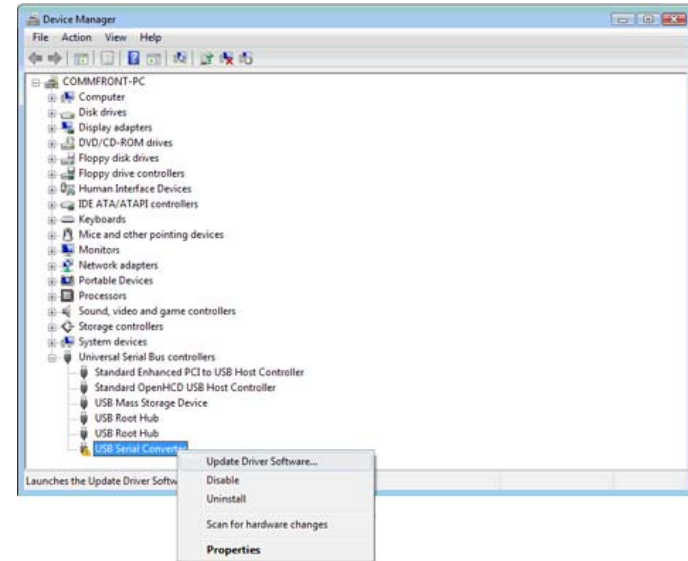 Device Manager
File Action View Help
COMMFRONT-PC
Computer
Disk drives
Display adapters
DVD/CD-ROM drives
Floppy disk drives
Floppy drive controllers
Human Interface Devices
IDE ATA/ATAPI controllers
Keyboards
Mice and other pointing devices
Monitors
Network adapters
Portable Devices
Processors
Sound, video and game controllers
Storage controllers
System devices
Universal Serial Bus controllers
Standard Enhanced PCI to USB Host Controller
Standard OpenHCD USB Host Controller
USB Mass Storage Device
USB Root Hub
USB Root Hub
USB Serial Converter
Update Driver Software...
Launches the Update Driver Softw
Disable
Uninstall
Scan for hardware changes
Properties